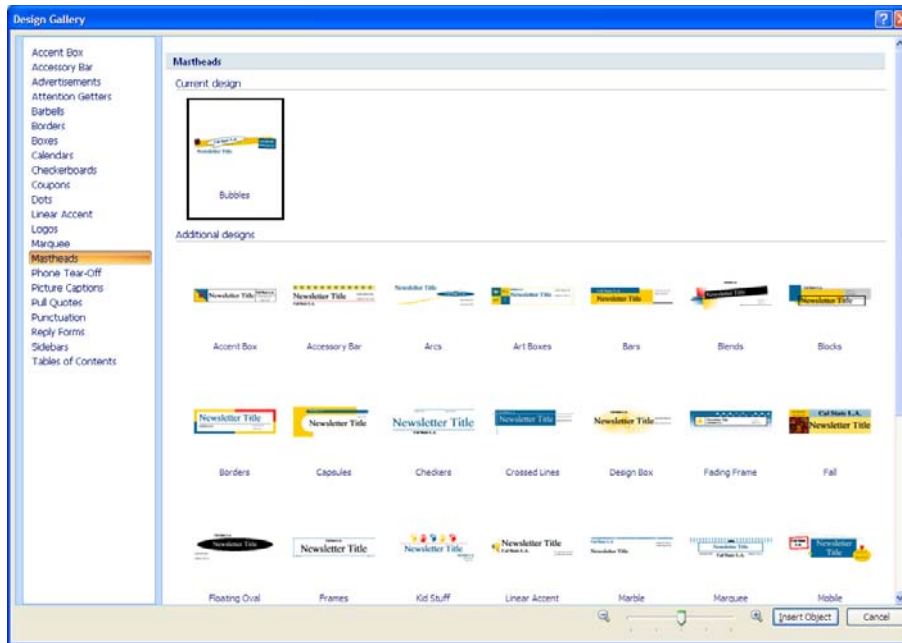 Design Gallery
Accent Box
Accessory Bar
Advertisements
Attention Getters
Barbells
Borders
Boxes
Calendars
Checkerboards
Coupons
Dots
Linear Accent
Logos
Marquee
Mastheads
Phone Tear-Off
Picture Captions
Pull Quotes
Punctuation
Reply Forms
Sidebars
Tables of Contents
Mastheads
Current design
Cal State L.A.
Newsletter Title
Bubbles
Additional designs
Newsletter Title
Newsletter Title
Newsletter Title
Newsletter Title
Newsletter Title
Newsletter Title
Newsletter Title
Accent Box Accessory Bar Arcs Art Boxes Bars Blends Blocks
Newsletter Title
Newsletter Title
Newsletter Title
Newsletter Title
Newsletter Title
Cal State L.A.
Newsletter Title
Borders Capsules Checkers Crossed Lines Design Box Fading Frame Fall
Newsletter Title
Newsletter Title
Newsletter Title
Newsletter Title
Cal State L.A.
Newsletter Title
Newsletter Title
Cal State L.A.
Newsletter Title
Floating Oval Frames Kid Stuff Linear Accent Marble Marquee Mobile
Insert Object Cancel